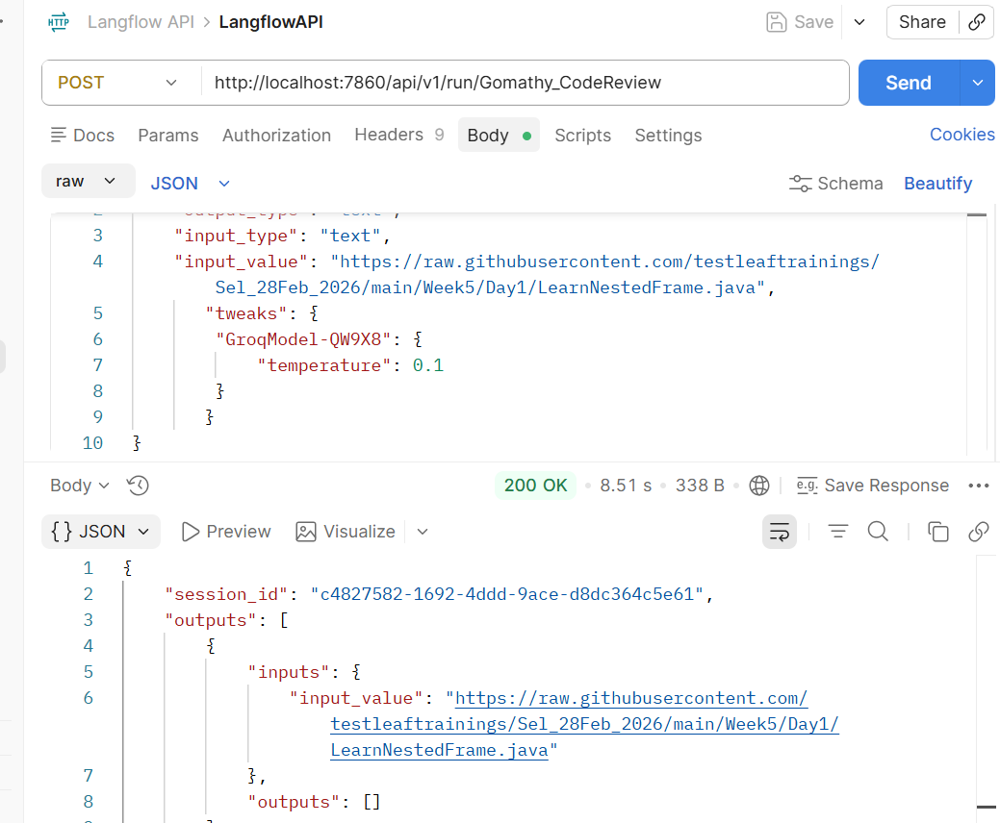 HTTP Langflow API > LangflowAPI Save Share
POST http://localhost:7860/api/v1/run/Gomathy_CodeReview Send
Docs Params Authorization Headers 9 Body Scripts Settings Cookies
raw JSON Schema Beautify
2 "output_type": "text",
3 "input_type": "text",
4 "input_value": "https://raw.githubusercontent.com/testleaftrainings/
Sel_28Feb_2026/main/Week5/Day1/LearnNestedFrame.java",
5 "tweaks": {
6 "GroqModel-QW9X8": {
7 "temperature": 0.1
8 }
9 }
10 }
Body 200 OK • 8.51 s • 338 B • e.g. Save Response
{} JSON Preview Visualize
1 {
2 "session_id": "c4827582-1692-4ddd-9ace-d8dc364c5e61",
3 "outputs": [
4 {
5 "inputs": {
6 "input_value": "https://raw.githubusercontent.com/
testleaftrainings/Sel_28Feb_2026/main/Week5/Day1/
LearnNestedFrame.java"
7 },
8 "outputs": []